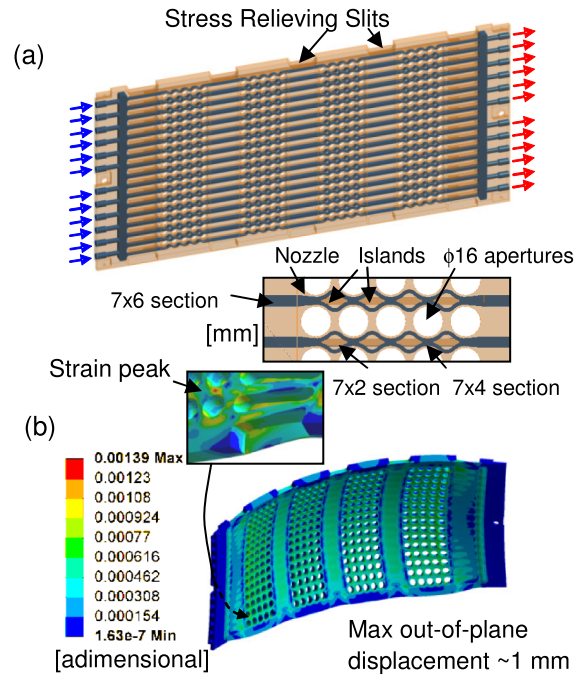 Stress Relieving Slits
(a)
Nozzle
Islands
ϕ16 apertures
7x6 section
[mm]
7x2 section
7x4 section
Strain peak
(b)
0.00139 Max
0.00123
0.00108
0.000924
0.00077
0.000616
0.000462
0.000308
0.000154
1.63e-7 Min
[adimensional]
Max out-of-plane
displacement ~1 mm